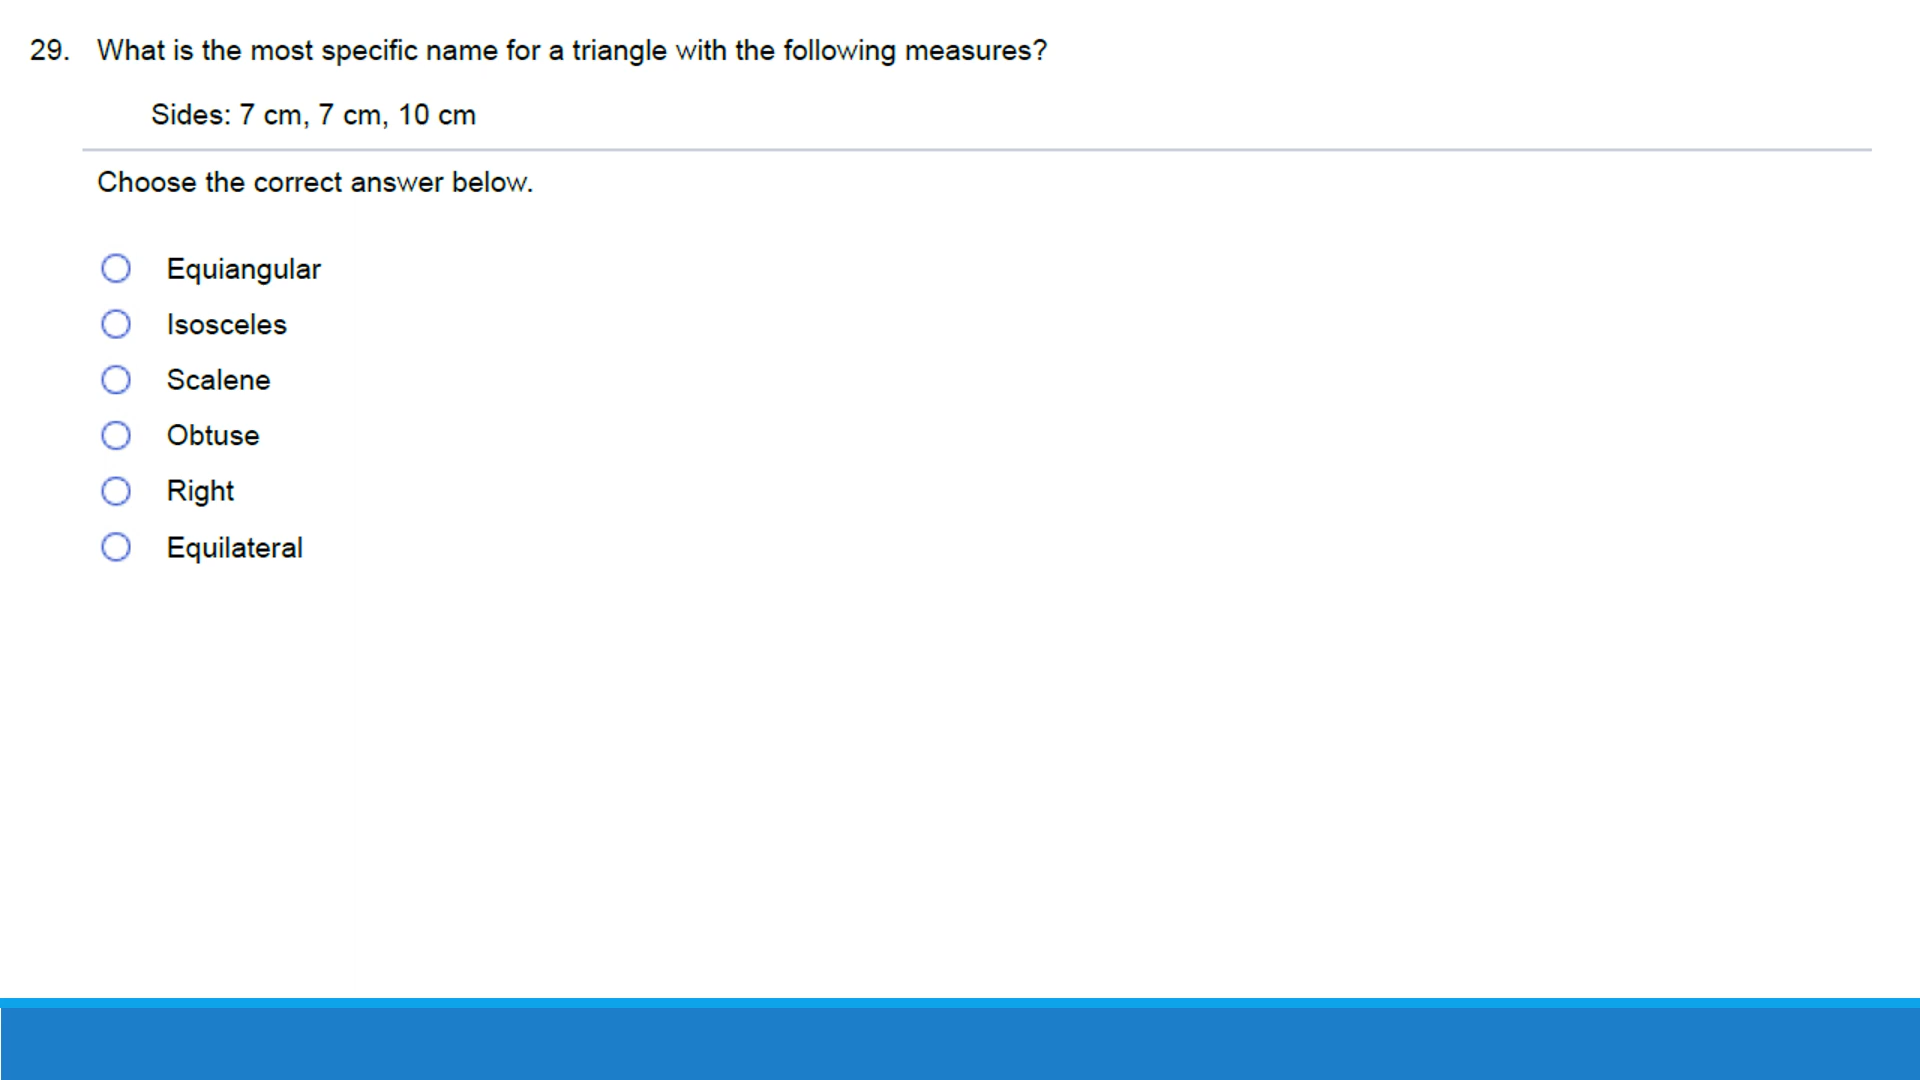 29. What is the most specific name for a triangle with the following measures?
Sides: 7 cm, 7 cm, 10 cm
Choose the correct answer below.
Equiangular
Isosceles
Scalene
Obtuse
Right
Equilateral